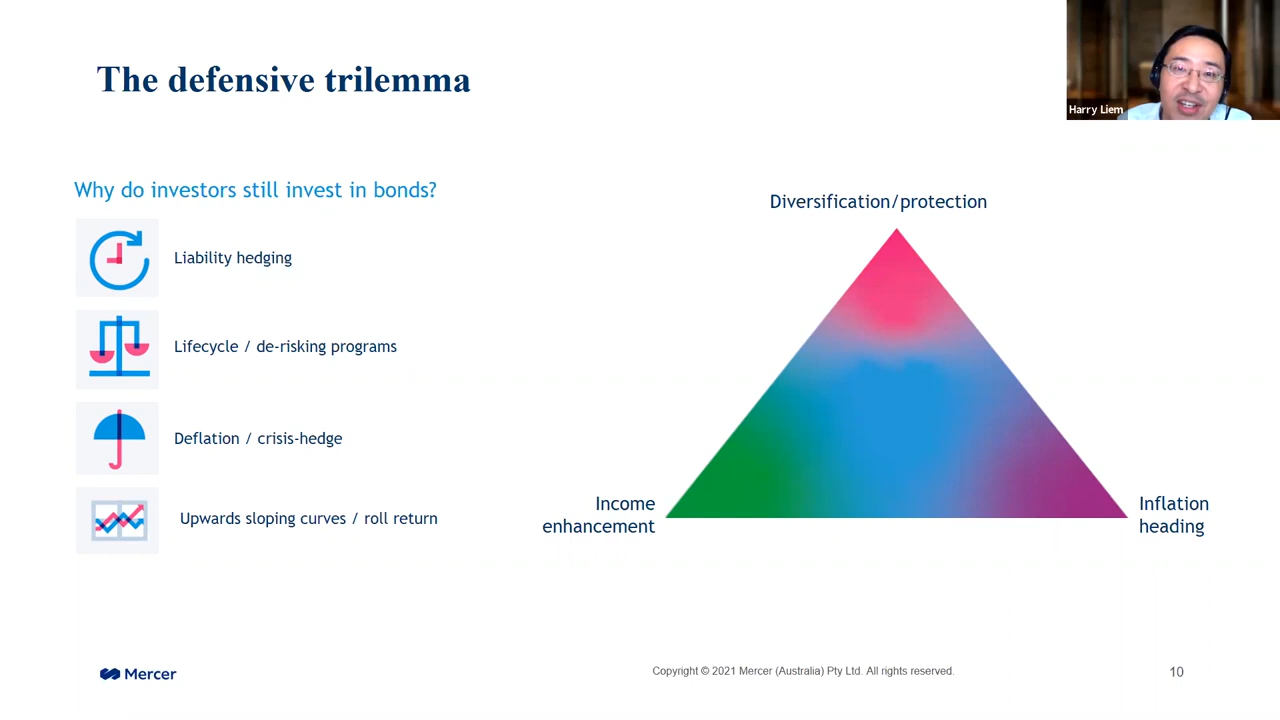 The defensive trilemma
Harry Liem
Why do investors still invest in bonds?
Liability hedging
Lifecycle / de-risking programs
Deflation / crisis-hedge
Upwards sloping curves / roll return
Diversification/protection
Income
enhancement
Inflation
heading
Mercer
Copyright © 2021 Mercer (Australia) Pty Ltd. All rights reserved.
10